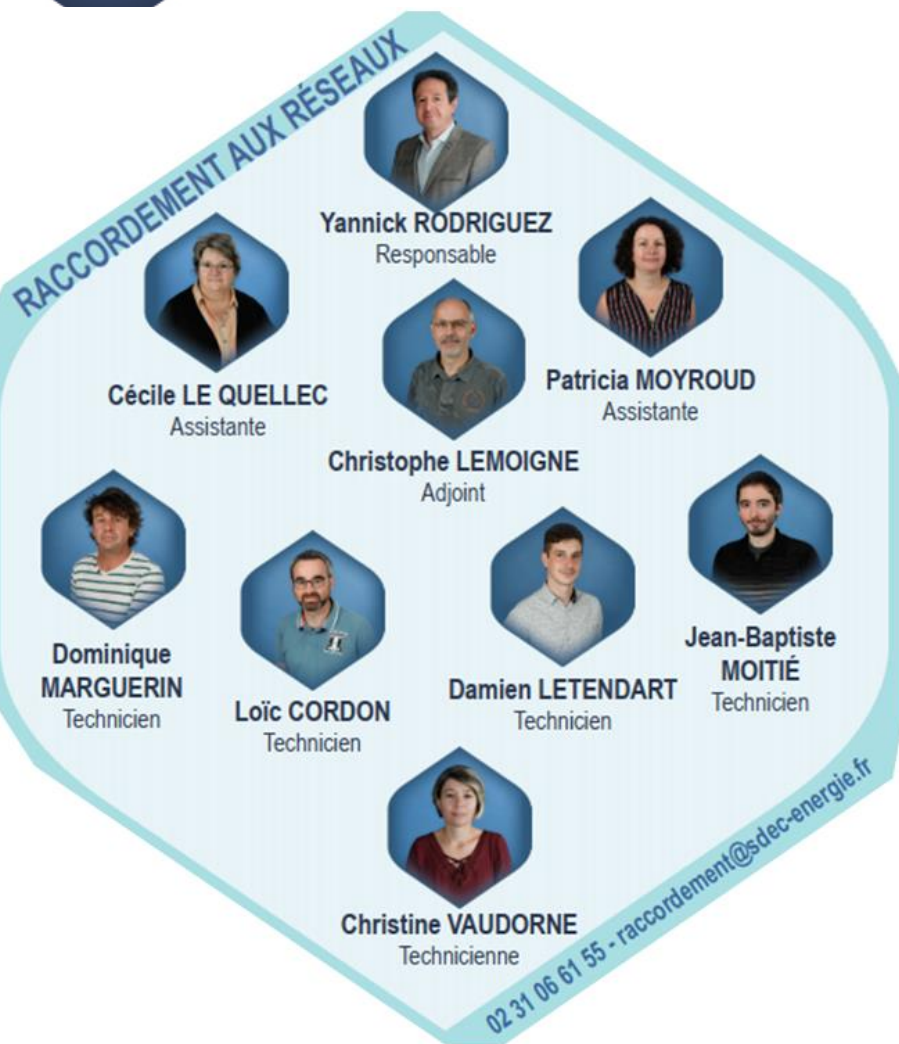 RACCORDEMENT AUX RÉSEAUX
Yannick RODRIGUEZ
Responsable
Cécile LE QUELLEC
Assistante
Patricia MOYROUD
Assistante
Christophe LEMOIGNE
Adjoint
Dominique
MARGUERIN
Technicien
Loïc CORDON
Technicien
Damien LETENDART
Technicien
Jean-Baptiste
MOITIÉ
Technicien
Christine VAUDORNE
Technicienne
02 31 06 61 55 - raccordement@sdec-energie.fr